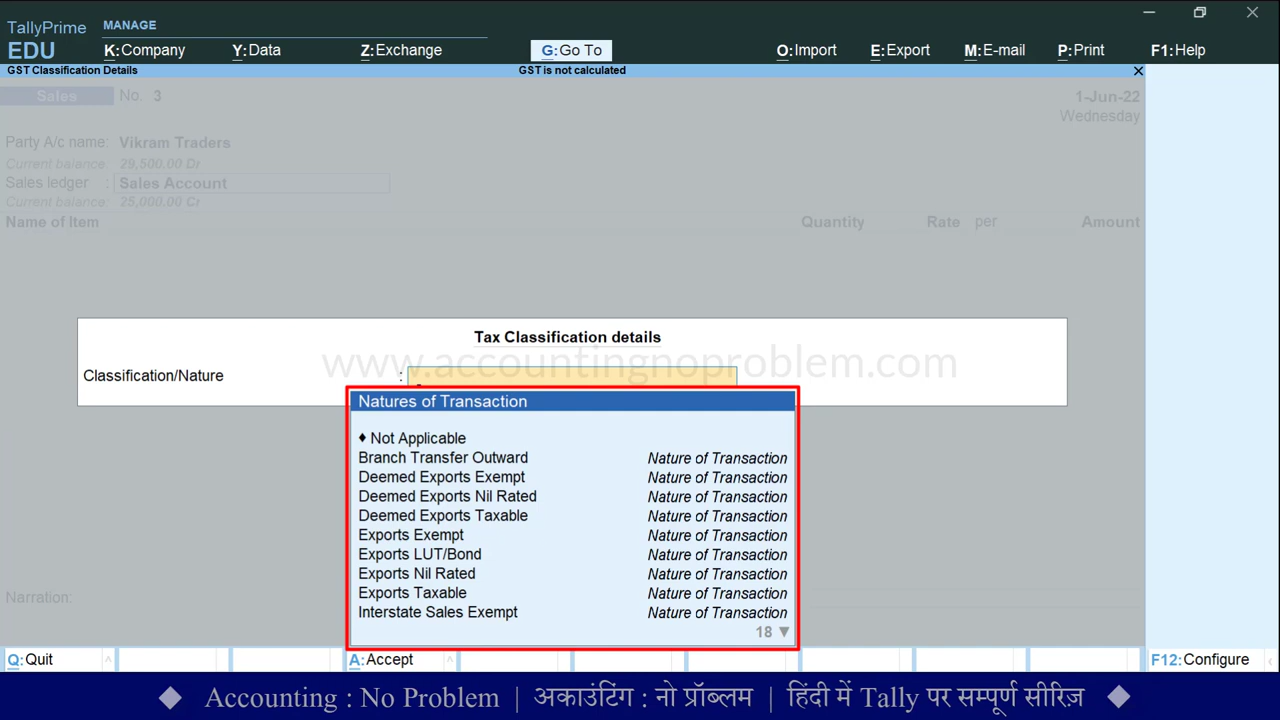 TallyPrime
EDU
MANAGE
K:Company Y:Data Z:Exchange G:Go To O:Import E:Export M:E-mail P:Print F1:Help
GST Classification Details GST is not calculated
Sales No. 3 1-Jun-22
Wednesday
Party A/c name: Vikram Traders
Current balance: 29,500.00 Dr
Sales ledger : Sales Account
Current balance: 25,000.00 Cr
Name of Item Quantity Rate per Amount
Tax Classification details
www.accountingnoproblem.com
Classification/Nature :
Natures of Transaction
♦ Not Applicable
Branch Transfer Outward Nature of Transaction
Deemed Exports Exempt Nature of Transaction
Deemed Exports Nil Rated Nature of Transaction
Deemed Exports Taxable Nature of Transaction
Exports Exempt Nature of Transaction
Exports LUT/Bond Nature of Transaction
Exports Nil Rated Nature of Transaction
Exports Taxable Nature of Transaction
Interstate Sales Exempt Nature of Transaction
18 ▼
Narration:
Q:Quit A:Accept F12:Configure
Accounting : No Problem | अकाउंटिंग : नो प्रॉब्लम | हिंदी में Tally पर सम्पूर्ण सीरिज़